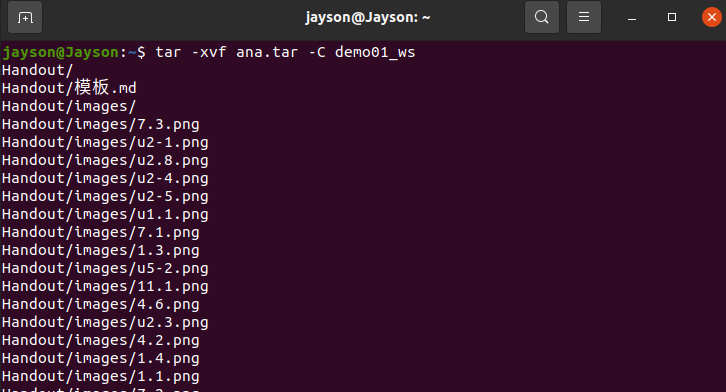 jayson@Jayson: ~
jayson@Jayson:~$ tar -xvf ana.tar -C demo01_ws
Handout/
Handout/模板.md
Handout/images/
Handout/images/7.3.png
Handout/images/u2-1.png
Handout/images/u2.8.png
Handout/images/u2-4.png
Handout/images/u2-5.png
Handout/images/u1.1.png
Handout/images/7.1.png
Handout/images/1.3.png
Handout/images/u5-2.png
Handout/images/11.1.png
Handout/images/4.6.png
Handout/images/u2.3.png
Handout/images/4.2.png
Handout/images/1.4.png
Handout/images/1.1.png